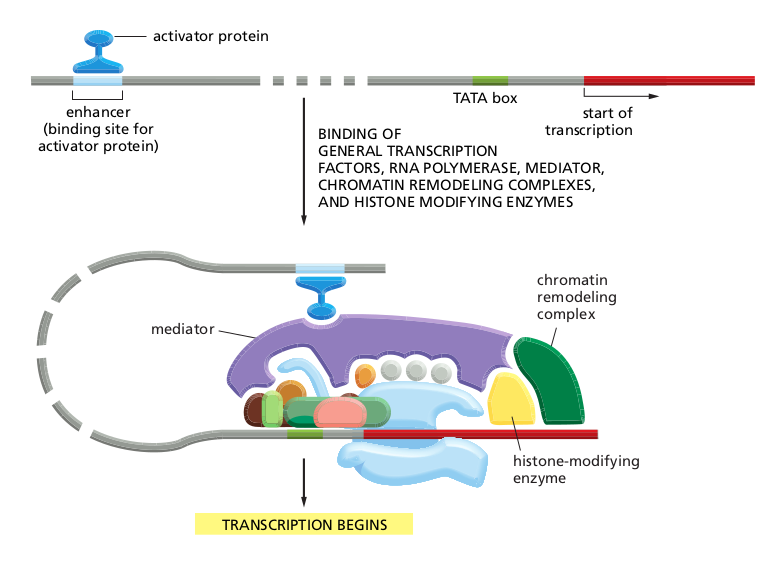 activator protein
enhancer
(binding site for
activator protein)
TATA box
start of
transcription
BINDING OF
GENERAL TRANSCRIPTION
FACTORS, RNA POLYMERASE, MEDIATOR,
CHROMATIN REMODELING COMPLEXES,
AND HISTONE MODIFYING ENZYMES
chromatin
remodeling
complex
mediator
histone-modifying
enzyme
TRANSCRIPTION BEGINS